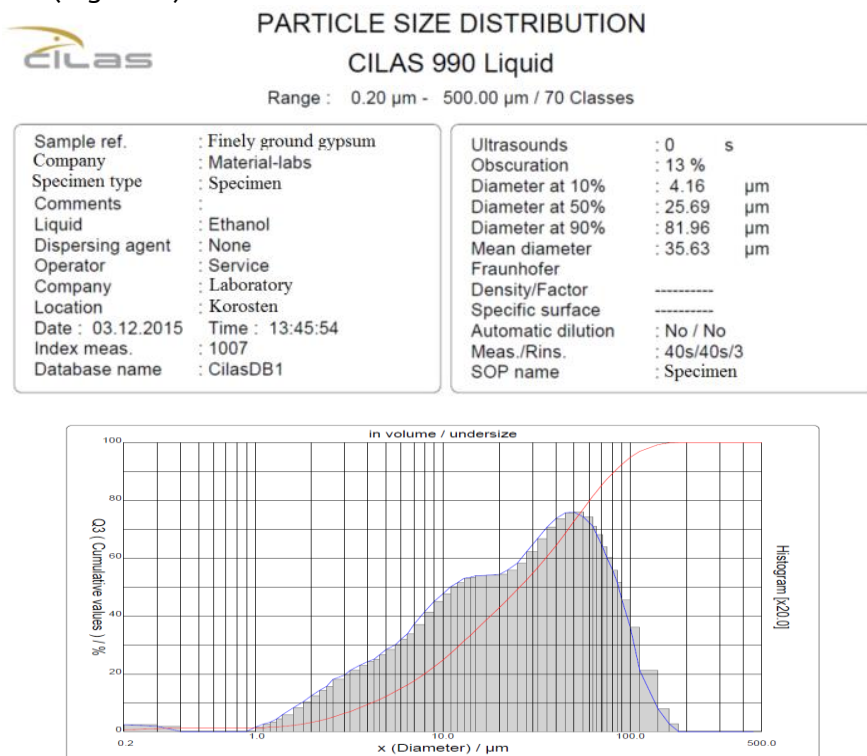 PARTICLE SIZE DISTRIBUTION
cilas
CILAS 990 Liquid
Range : 0.20 µm - 500.00 µm / 70 Classes
Sample ref. : Finely ground gypsum
Company : Material-labs
Specimen type : Specimen
Comments :
Liquid : Ethanol
Dispersing agent : None
Operator : Service
Company : Laboratory
Location : Korosten
Date : 03.12.2015 Time : 13:45:54
Index meas. : 1007
Database name : CilasDB1
Ultrasounds : 0 s
Obscuration : 13 %
Diameter at 10% : 4.16 µm
Diameter at 50% : 25.69 µm
Diameter at 90% : 81.96 µm
Mean diameter : 35.63 µm
Fraunhofer
Density/Factor ----------
Specific surface ----------
Automatic dilution : No / No
Meas./Rins. : 40s/40s/3
SOP name : Specimen
in volume / undersize
100
80
60
40
20
0
Q3 ( Cumulative values ) / %
Histogram [x20.0]
0.2 1.0 10.0 100.0 500.0
x (Diameter) / µm